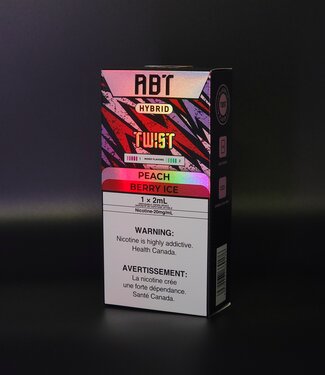 ABT
HYBRID
TWIST
PEACH
BERRY ICE
1 × 2mL
Nicotine-20mg/mL
WARNING:
Nicotine is highly addictive.
Health Canada.
AVERTISSEMENT:
La nicotine crée
une forte dépendance.
Santé Canada.